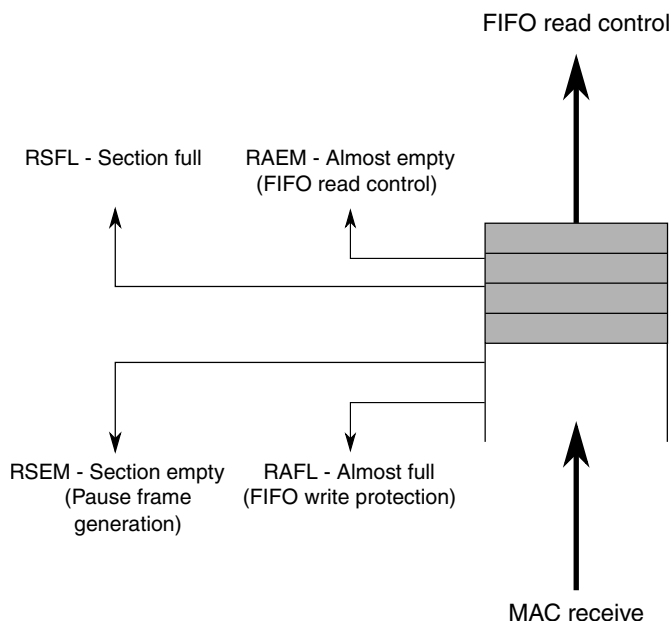 FIFO read control
RSFL - Section full
RAEM - Almost empty
(FIFO read control)
RSEM - Section empty
(Pause frame
generation)
RAFL - Almost full
(FIFO write protection)
MAC receive